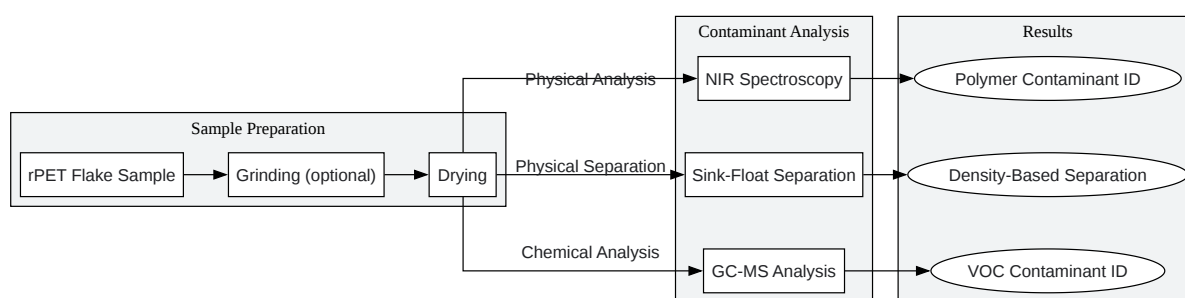 Contaminant Analysis
Results
Physical Analysis
NIR Spectroscopy
Polymer Contaminant ID
Sample Preparation
rPET Flake Sample
Grinding (optional)
Drying
Physical Separation
Sink-Float Separation
Density-Based Separation
Chemical Analysis
GC-MS Analysis
VOC Contaminant ID